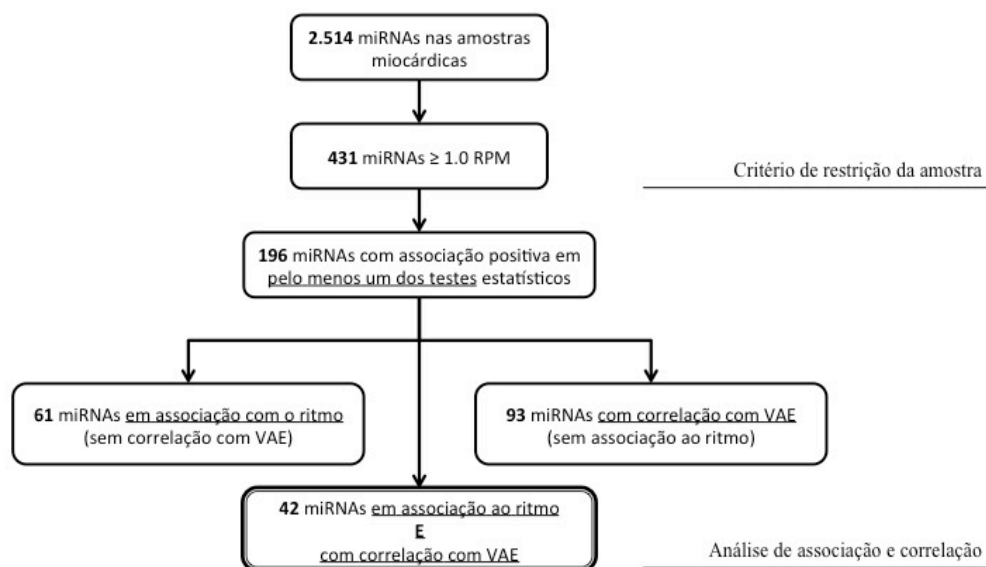 2.514 miRNAs nas amostras
miocárdicas
431 miRNAs ≥ 1.0 RPM
Critério de restrição da amostra
196 miRNAs com associação positiva em
pelo menos um dos testes estatísticos
61 miRNAs em associação com o ritmo
(sem correlação com VAE)
93 miRNAs com correlação com VAE
(sem associação ao ritmo)
42 miRNAs em associação ao ritmo
E
com correlação com VAE
Análise de associação e correlação